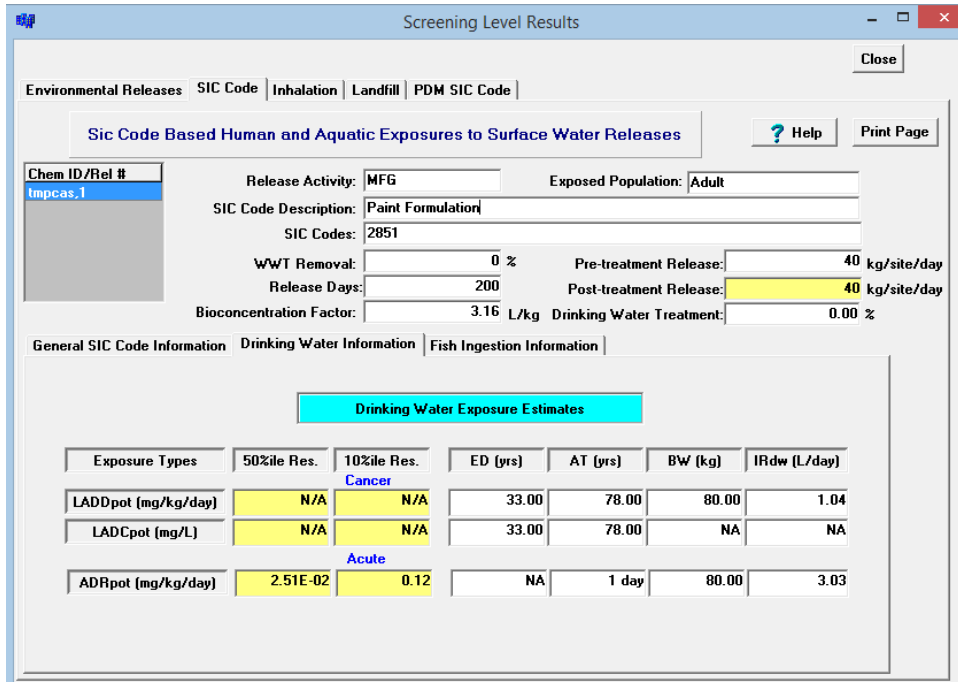 Screening Level Results
Close
Environmental Releases SIC Code Inhalation Landfill PDM SIC Code
Sic Code Based Human and Aquatic Exposures to Surface Water Releases
? Help
Print Page
Chem ID/Rel #
tmpcas,1
Release Activity: MFG Exposed Population: Adult
SIC Code Description: Paint Formulation
SIC Codes: 2851
WWT Removal: 0 % Pre-treatment Release: 40 kg/site/day
Release Days: 200 Post-treatment Release: 40 kg/site/day
Bioconcentration Factor: 3.16 L/kg Drinking Water Treatment: 0.00 %
General SIC Code Information Drinking Water Information Fish Ingestion Information
Drinking Water Exposure Estimates
Exposure Types 50%ile Res. 10%ile Res. ED (yrs) AT (yrs) BW (kg) IRdw (L/day)
Cancer
LADDpot (mg/kg/day) N/A N/A 33.00 78.00 80.00 1.04
LADCpot (mg/L) N/A N/A 33.00 78.00 NA NA
Acute
ADRpot (mg/kg/day) 2.51E-02 0.12 NA 1 day 80.00 3.03